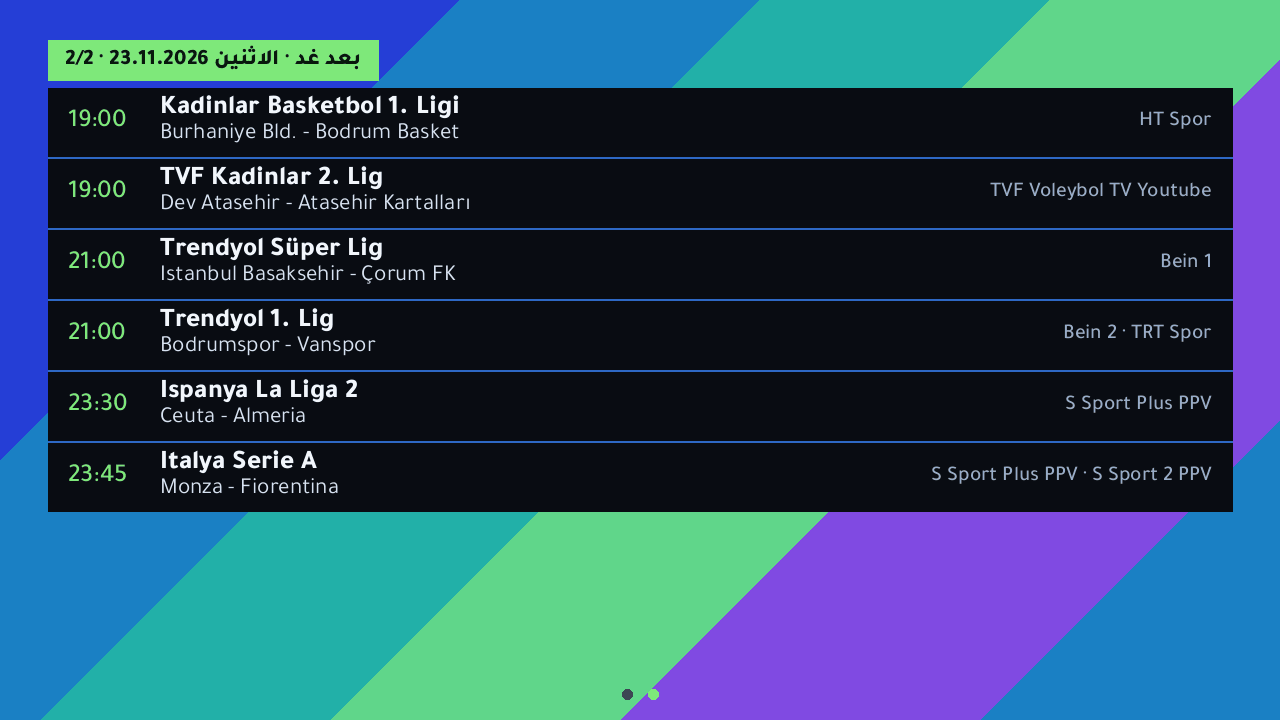 بعد غد · الاثنين 23.11.2026 · 2/2
19:00
Kadinlar Basketbol 1. Ligi
Burhaniye Bld. - Bodrum Basket
HT Spor
19:00
TVF Kadinlar 2. Lig
Dev Atasehir - Atasehir Kartalları
TVF Voleybol TV Youtube
21:00
Trendyol Süper Lig
Istanbul Basaksehir - Çorum FK
Bein 1
21:00
Trendyol 1. Lig
Bodrumspor - Vanspor
Bein 2 · TRT Spor
23:30
Ispanya La Liga 2
Ceuta - Almeria
S Sport Plus PPV
23:45
Italya Serie A
Monza - Fiorentina
S Sport Plus PPV · S Sport 2 PPV